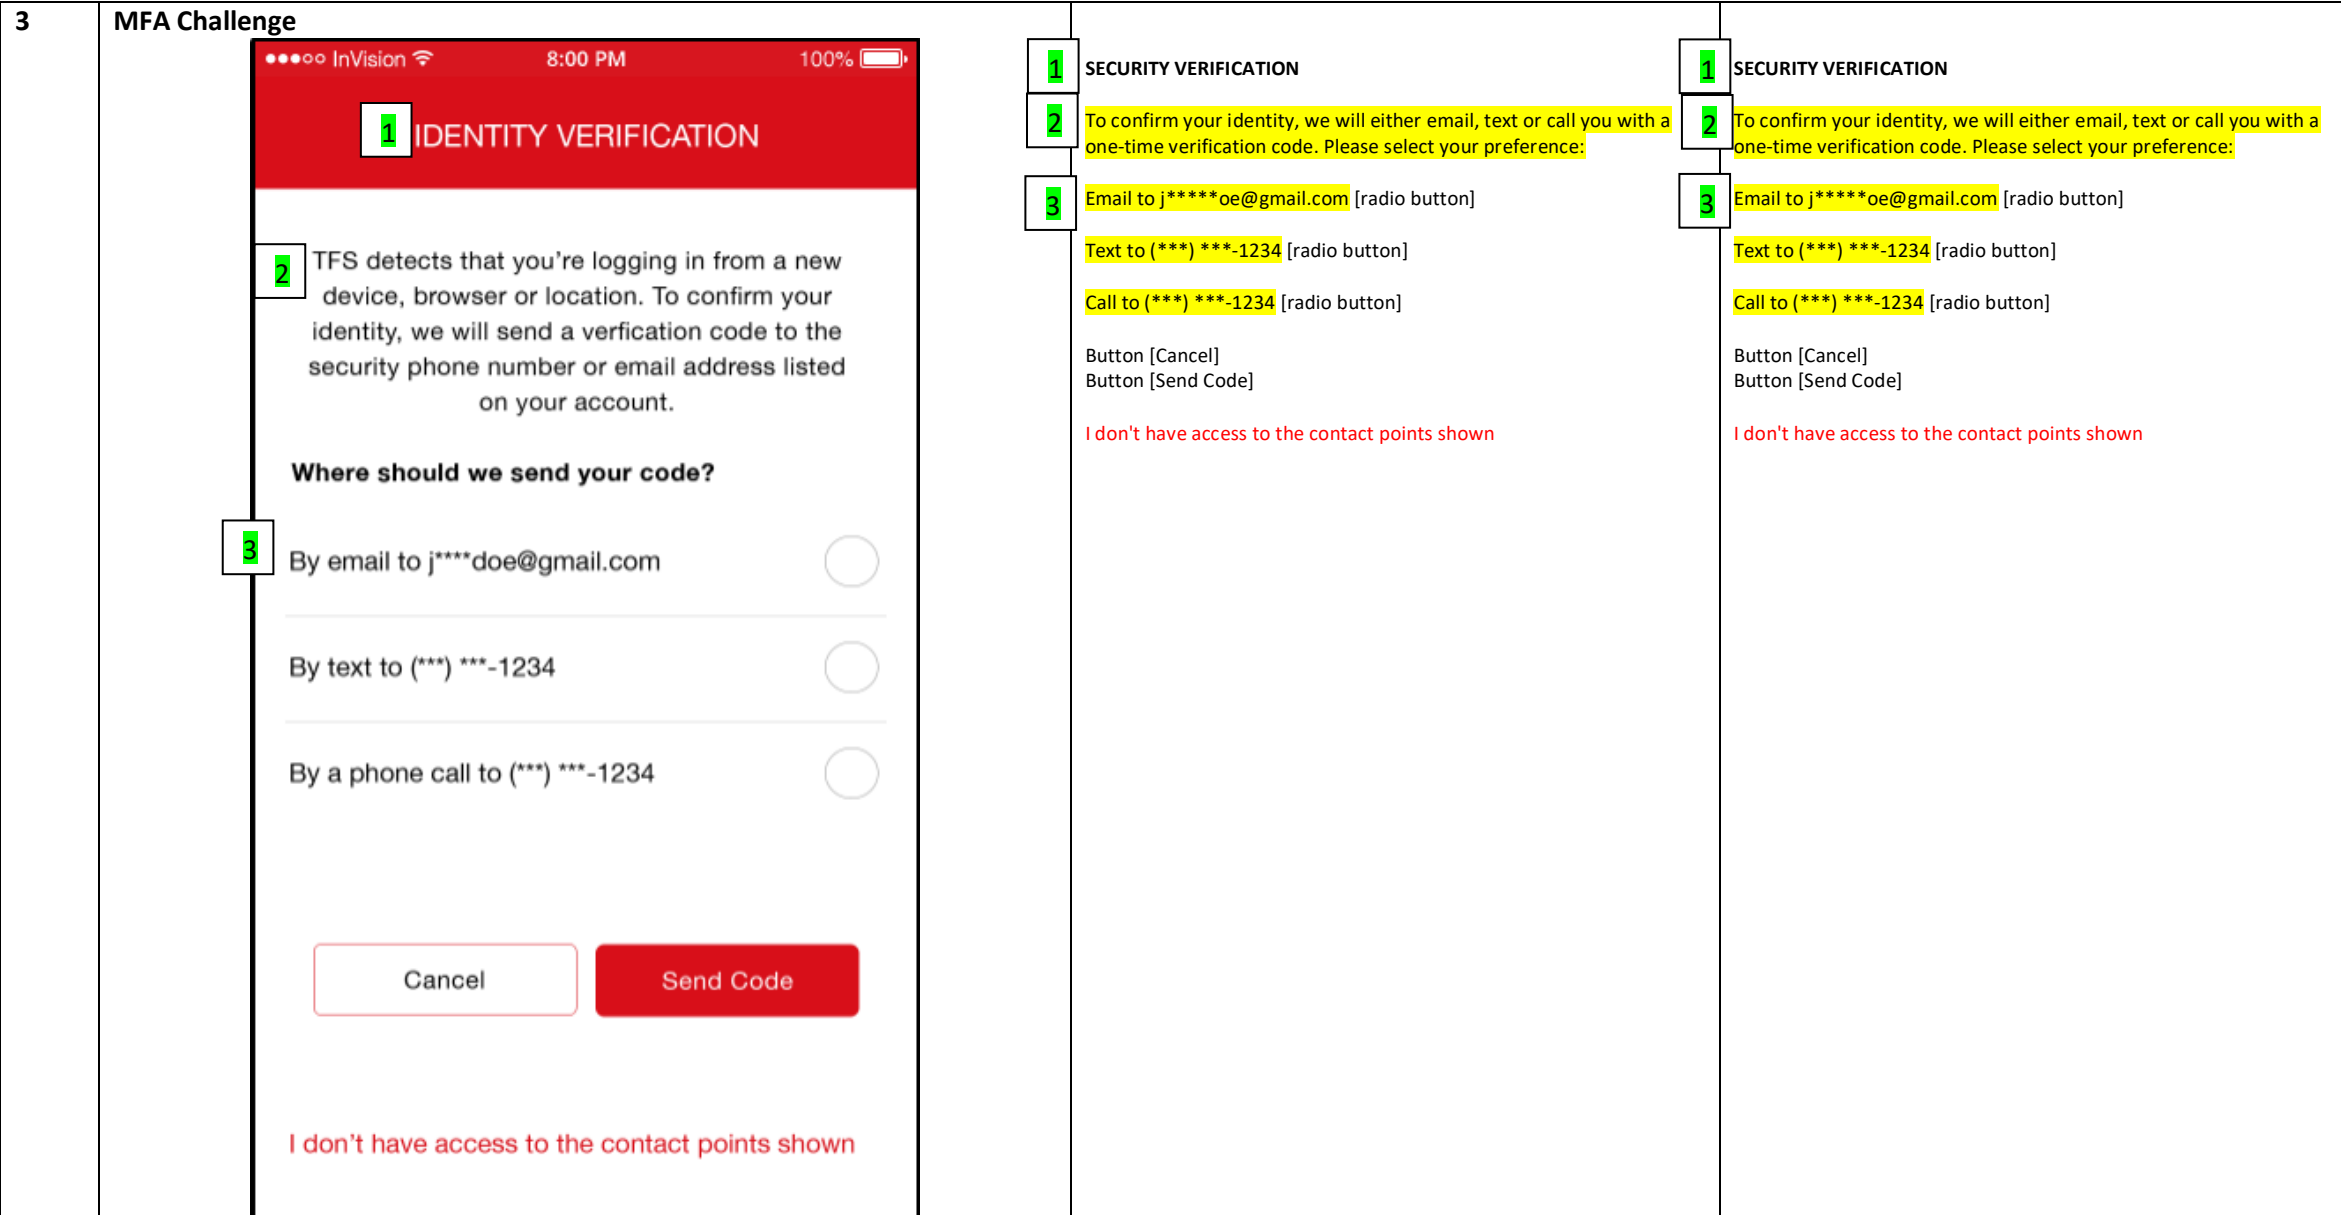 3
MFA Challenge
●●●○○ InVision 8:00 PM 100%
1 IDENTITY VERIFICATION
2 TFS detects that you're logging in from a new
device, browser or location. To confirm your
identity, we will send a verfication code to the
security phone number or email address listed
on your account.
Where should we send your code?
3 By email to j****doe@gmail.com
By text to (***) ***-1234
By a phone call to (***) ***-1234
Cancel Send Code
I don't have access to the contact points shown
1 SECURITY VERIFICATION
2 To confirm your identity, we will either email, text or call you with a
one-time verification code. Please select your preference:
3 Email to j*****oe@gmail.com [radio button]
Text to (***) ***-1234 [radio button]
Call to (***) ***-1234 [radio button]
Button [Cancel]
Button [Send Code]
I don't have access to the contact points shown
1 SECURITY VERIFICATION
2 To confirm your identity, we will either email, text or call you with a
one-time verification code. Please select your preference:
3 Email to j*****oe@gmail.com [radio button]
Text to (***) ***-1234 [radio button]
Call to (***) ***-1234 [radio button]
Button [Cancel]
Button [Send Code]
I don't have access to the contact points shown